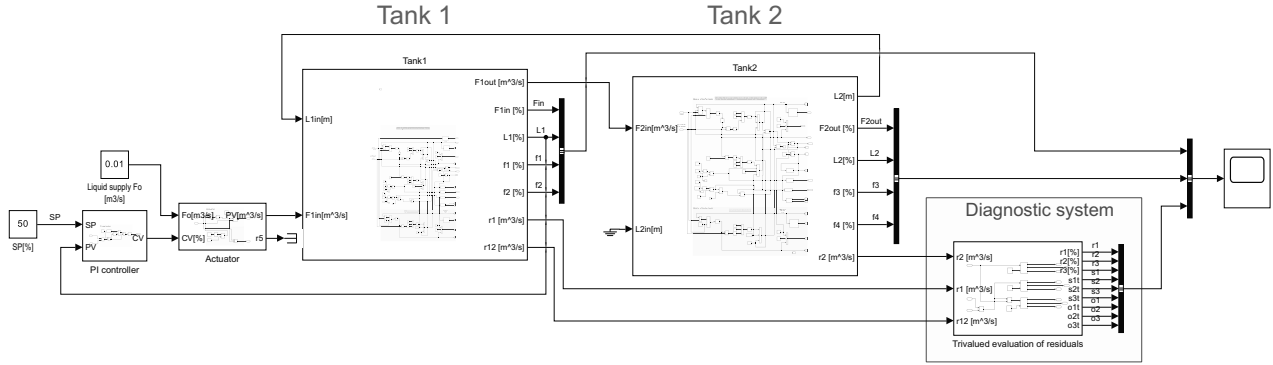 Tank 1
Tank 2
Tank1
F1out [m^3/s]
Fin
F1in [%]
L1in[m]
L1
L1[%]
f1
f1 [%]
f2
f2 [%]
F1in[m^3/s]
r1 [m^3/s]
r12 [m^3/s]
Tank2
L2[m]
F2in[m^3/s]
F2out [%]
F2out
L2[%]
L2
f3 [%]
f3
f4 [%]
f4
L2in[m]
r2 [m^3/s]
0.01
Liquid supply Fo
[m3/s]
50
SP[%]
SP
SP
PV
CV
PI controller
Fo[m3/s]
PV[m^3/s]
CV[%]
r5
Actuator
Diagnostic system
r2 [m^3/s]
r1 [m^3/s]
r12 [m^3/s]
r1[%]
r2[%]
r3[%]
s1t
s2t
s3t
o1t
o2t
o3t
r1
r2
r3
s1
s2
s3
o1
o2
o3
Trivalued evaluation of residuals